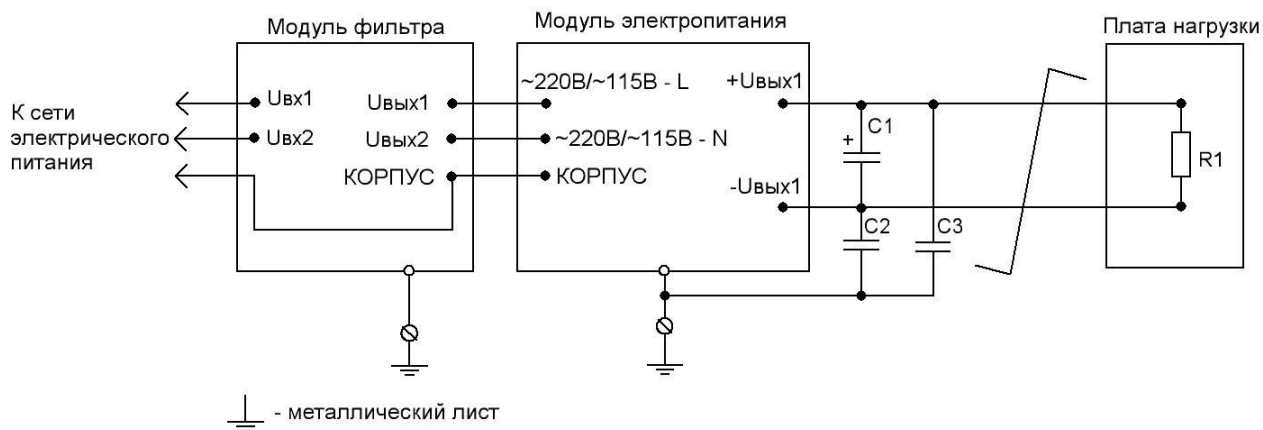 Модуль фильтра
Модуль электропитания
Плата нагрузки
К сети
электрического
питания
Uвх1
Uвх2
Uвых1
Uвых2
КОРПУС
~220В/~115В - L
~220В/~115В - N
КОРПУС
+Uвых1
-Uвых1
C1
+
C2
C3
R1
- металлический лист